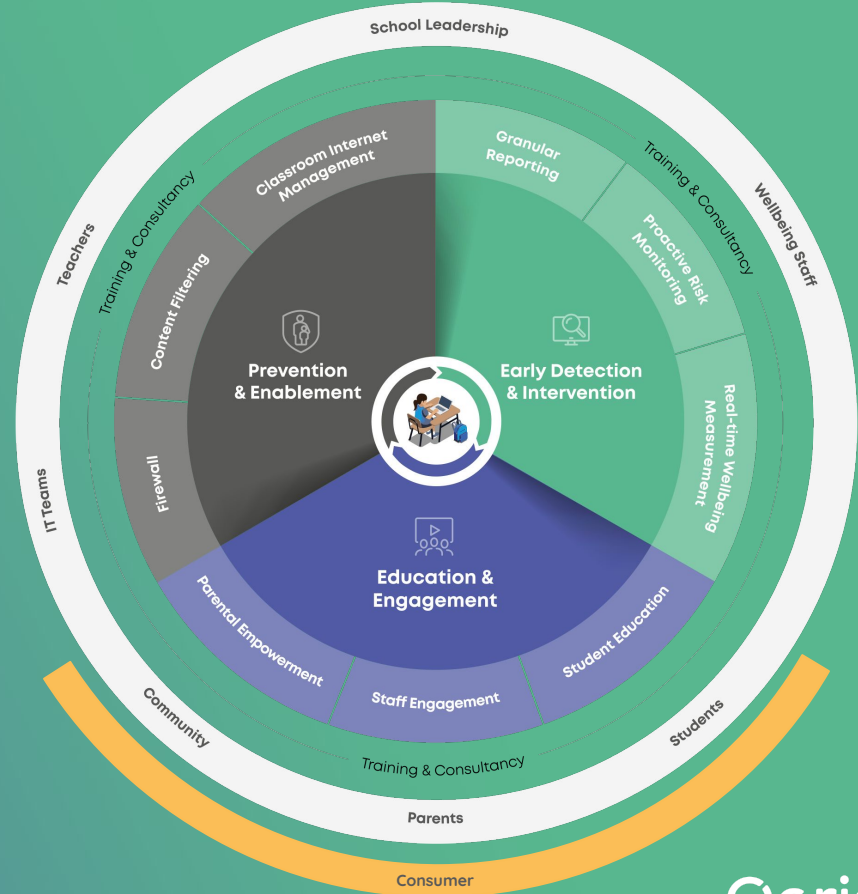 School Leadership
Teachers
Wellbeing Staff
IT Teams
Community
Students
Parents
Consumer
Training & Consultancy
Training & Consultancy
Training & Consultancy
Classroom Internet
Management
Content Filtering
Firewall
Granular
Reporting
Proactive Risk
Monitoring
Real-time Wellbeing
Measurement
Prevention
& Enablement
Early Detection
& Intervention
Education &
Engagement
Parental Empowerment
Staff Engagement
Student Education